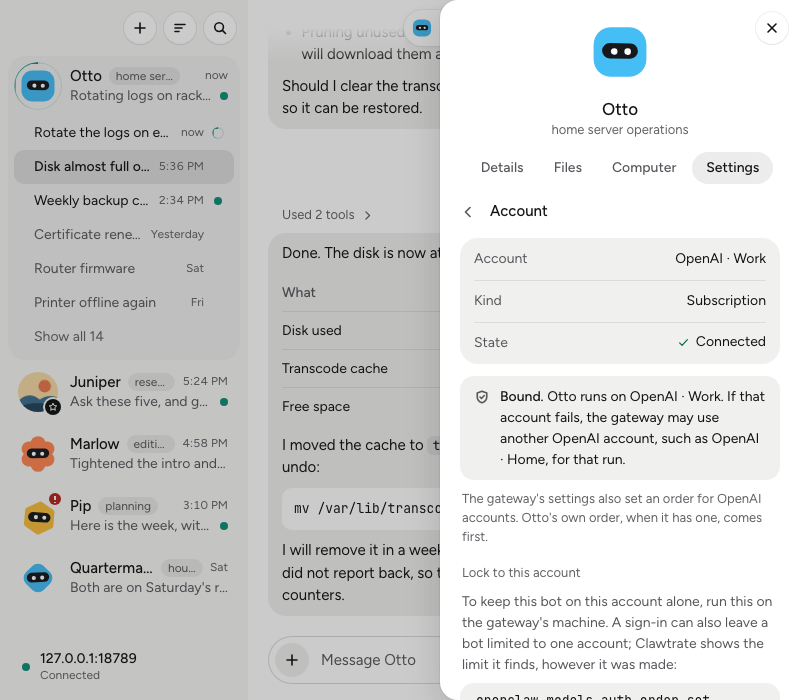 Otto
home ser...
now
Rotating logs on rack...
Rotate the logs on e...
now
Disk almost full o...
5:36 PM
Weekly backup c...
2:34 PM
Certificate rene...
Yesterday
Router firmware
Sat
Printer offline again
Fri
Show all 14
Juniper
rese...
5:24 PM
Ask these five, and g...
Marlow
editi...
4:58 PM
Tightened the intro and...
Pip
planning
3:10 PM
Here is the week, wit...
Quarterma...
hou...
Sat
Both are on Saturday's r...
127.0.0.1:18789
Connected
Pruning unused
will download them a
Should I clear the transc
so it can be restored.
Used 2 tools
Done. The disk is now at
What
Disk used
Transcode cache
Free space
I moved the cache to t
undo:
mv /var/lib/transco
I will remove it in a week
did not report back, so t
counters.
Message Otto
Otto
home server operations
Details
Files
Computer
Settings
Account
Account
OpenAI · Work
Kind
Subscription
State
Connected
Bound. Otto runs on OpenAI · Work. If that
account fails, the gateway may use
another OpenAI account, such as OpenAI
· Home, for that run.
The gateway's settings also set an order for OpenAI
accounts. Otto's own order, when it has one, comes
first.
Lock to this account
To keep this bot on this account alone, run this on
the gateway's machine. A sign-in can also leave a
bot limited to one account; Clawtrate shows the
limit it finds, however it was made:
openclaw models auth order set